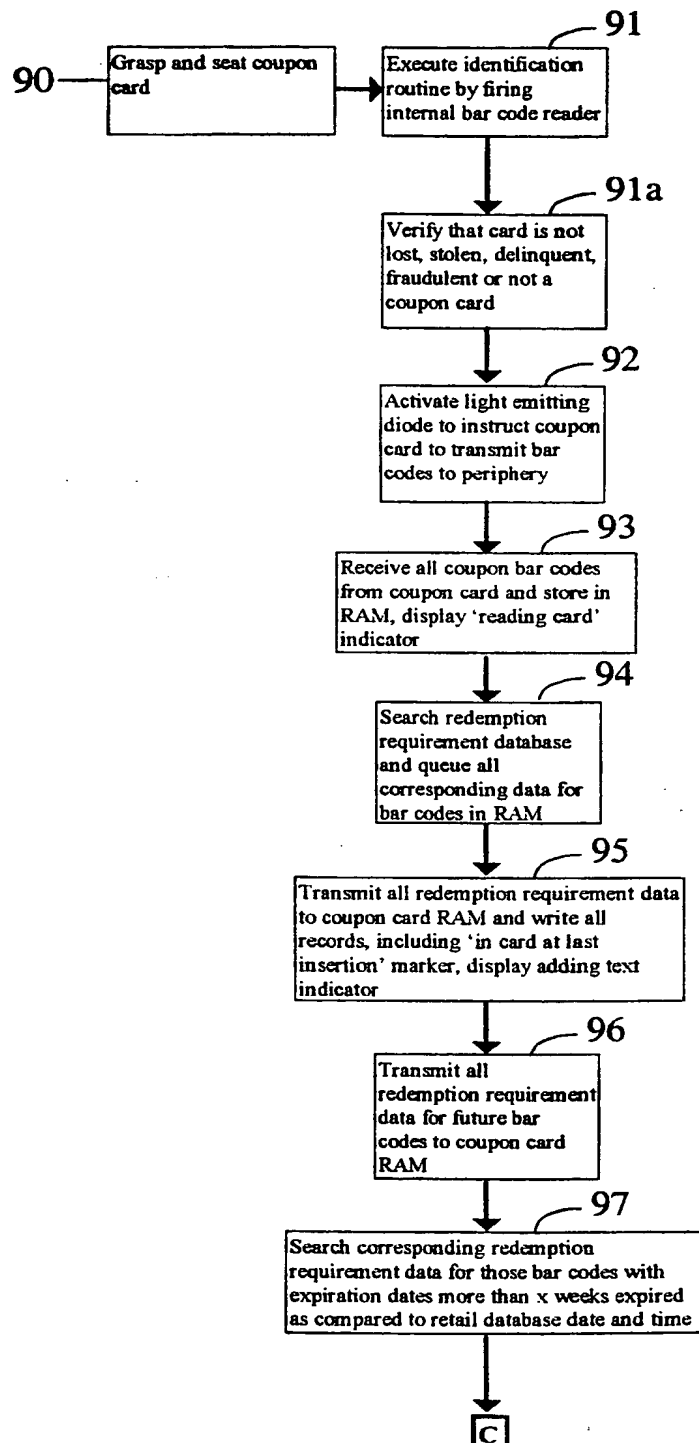 90
Grasp and seat coupon
card
91
Execute identification
routine by firing
internal bar code reader
91a
Verify that card is not
lost, stolen, delinquent,
fraudulent or not a
coupon card
92
Activate light emitting
diode to instruct coupon
card to transmit bar
codes to periphery
93
Receive all coupon bar codes
from coupon card and store in
RAM, display ‘reading card’
indicator
94
Search redemption
requirement database
and queue all
corresponding data for
bar codes in RAM
95
Transmit all redemption requirement data
to coupon card RAM and write all
records, including ‘in card at last
insertion’ marker, display adding text
indicator
96
Transmit all
redemption requirement
data for future bar
codes to coupon card
RAM
97
Search corresponding redemption
requirement data for those bar codes with
expiration dates more than x weeks expired
as compared to retail database date and time
C